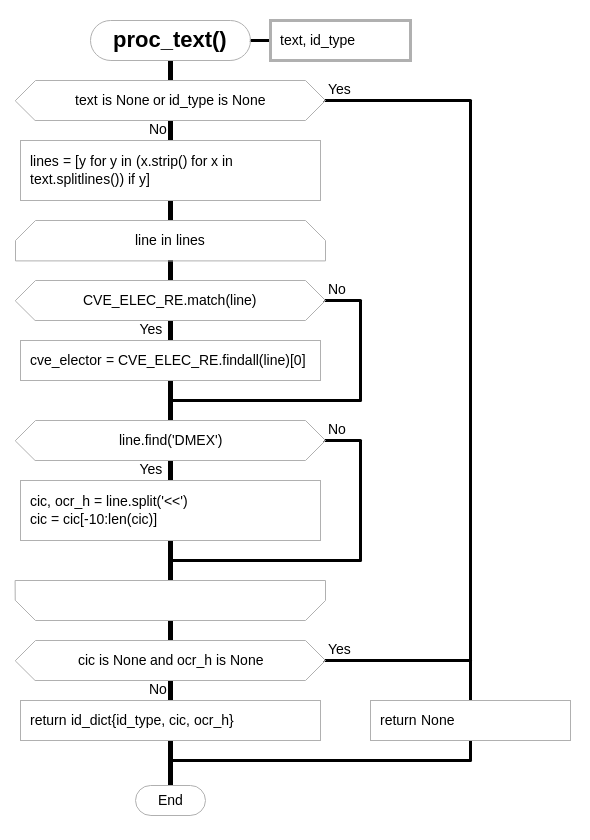 proc_text()
text, id_type
text is None or id_type is None
Yes
No
lines = [y for y in (x.strip() for x in
text.splitlines()) if y]
line in lines
CVE_ELEC_RE.match(line)
No
Yes
cve_elector = CVE_ELEC_RE.findall(line)[0]
line.find('DMEX')
No
Yes
cic, ocr_h = line.split('<<')
cic = cic[-10:len(cic)]
cic is None and ocr_h is None
Yes
No
return id_dict{id_type, cic, ocr_h}
return None
End